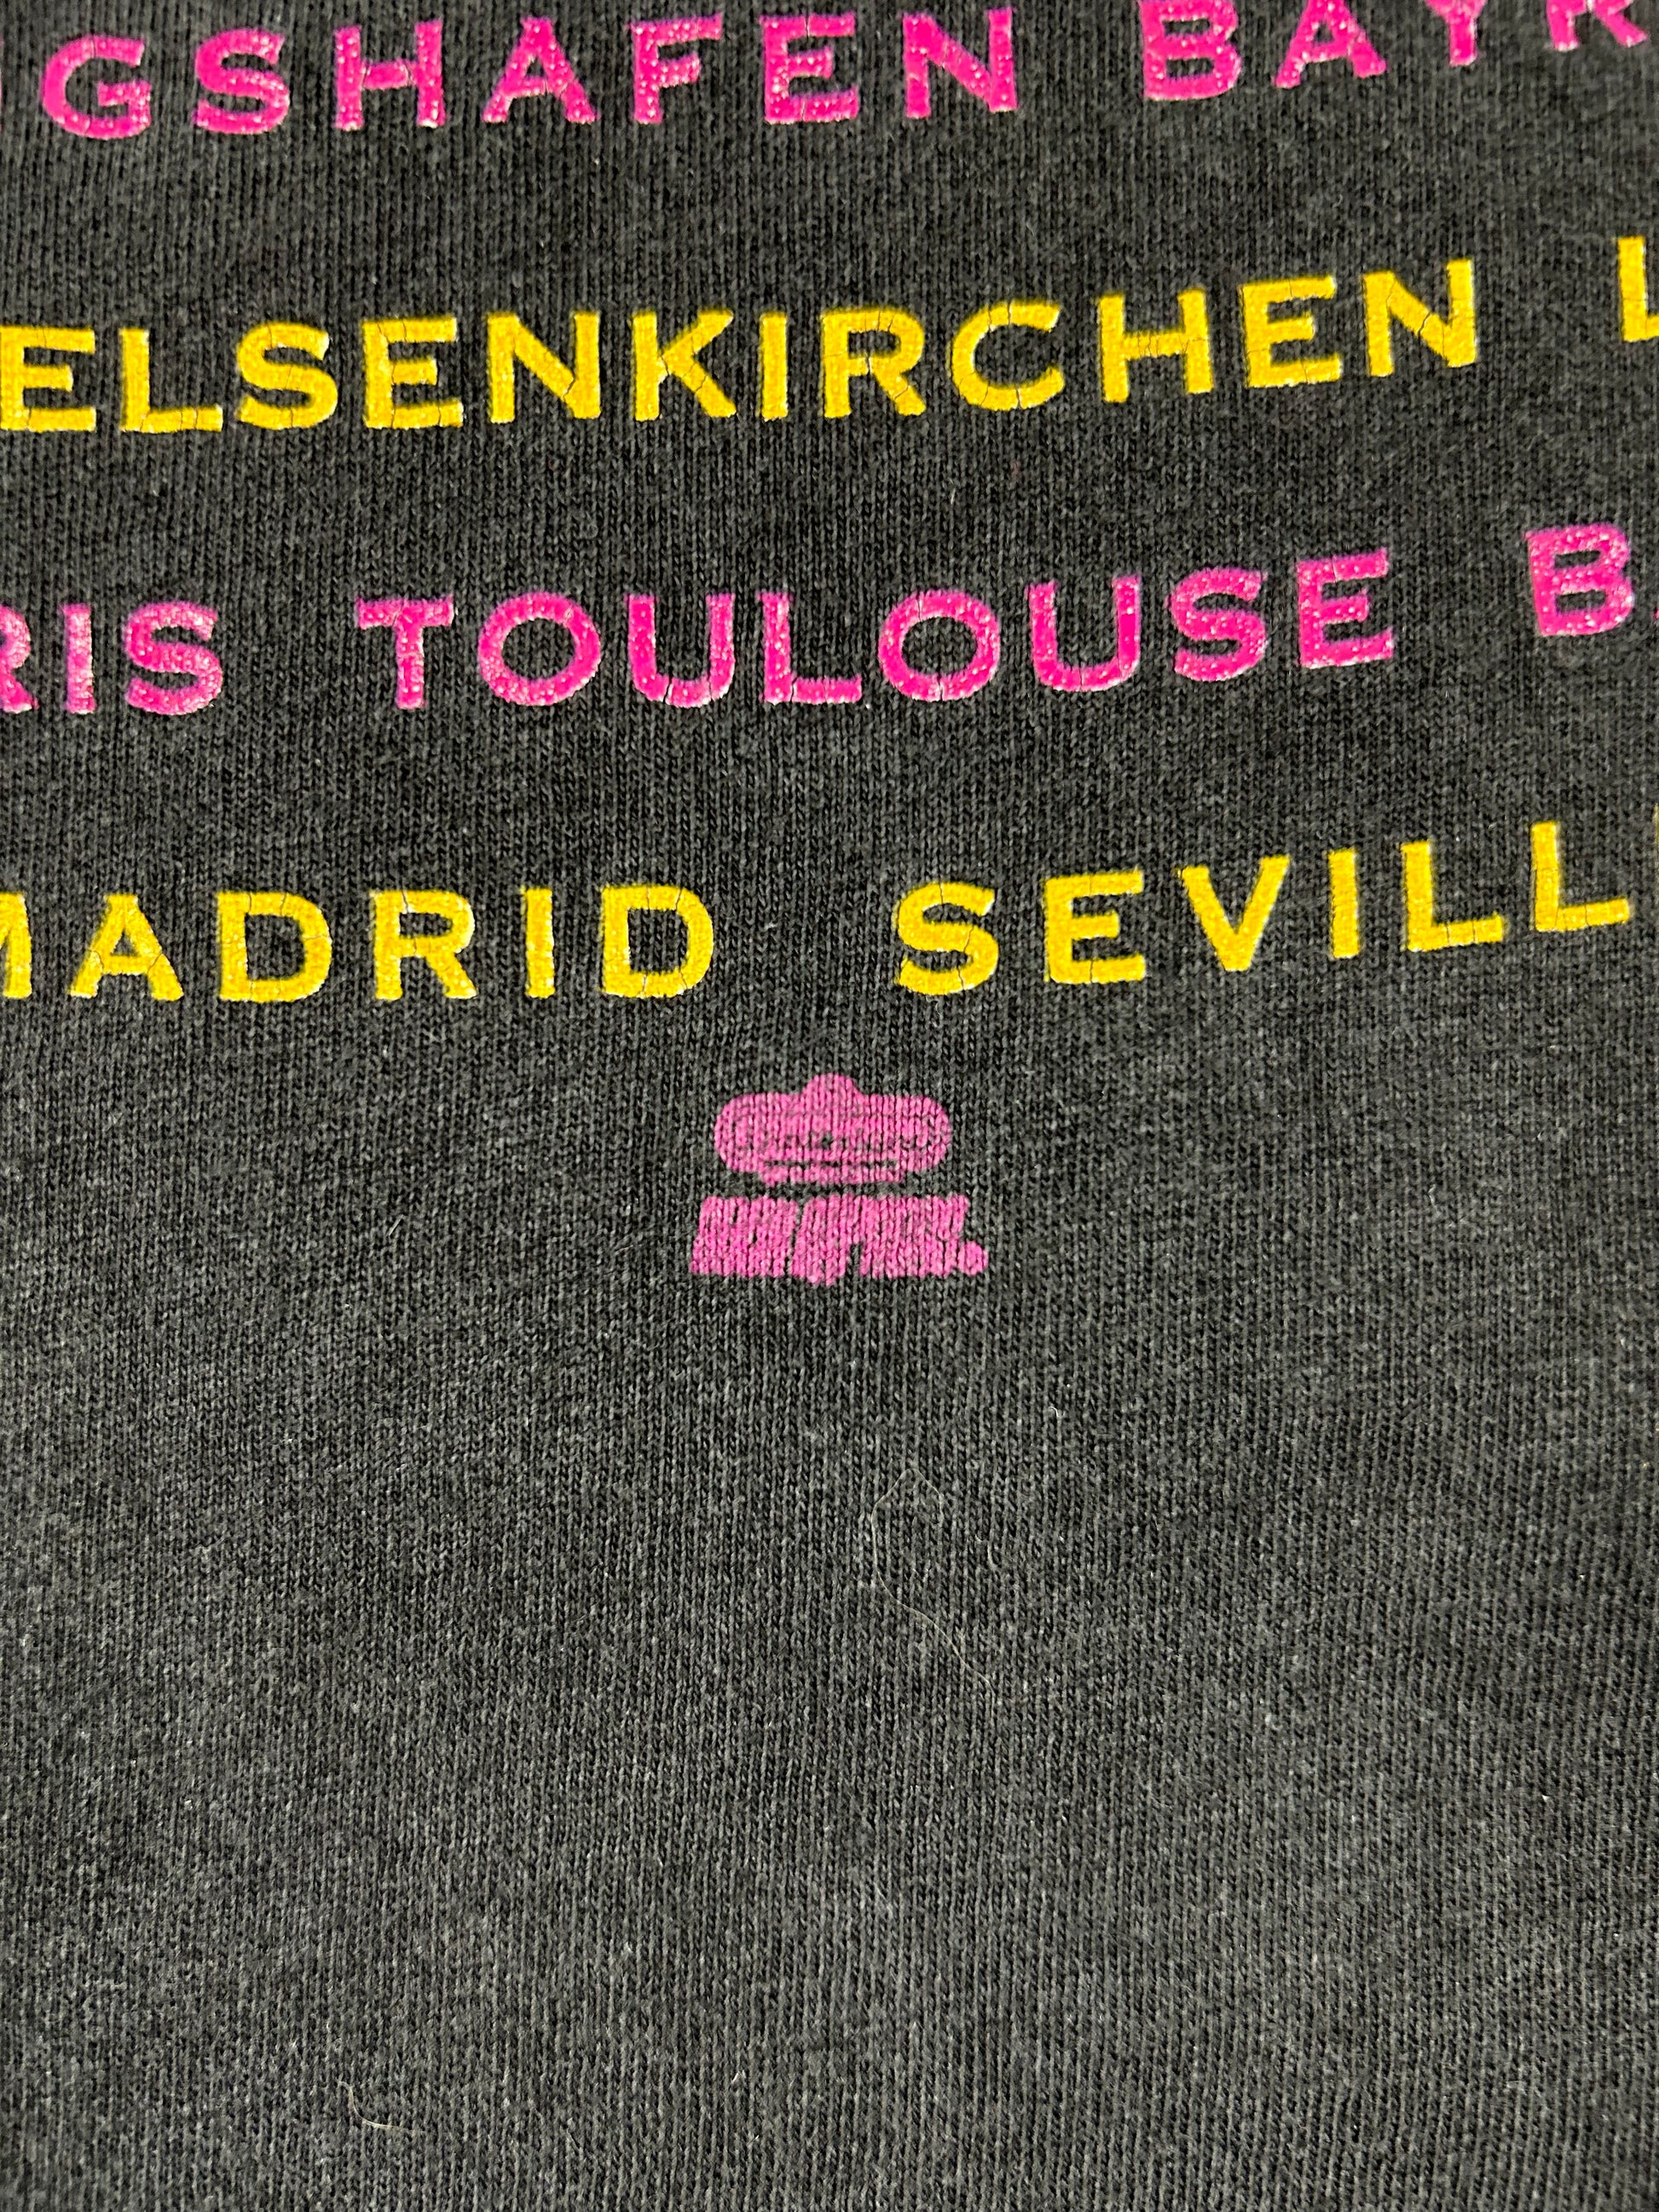 GSHAFEN BAYR
ELSENKIRCHEN L
RIS TOULOUSE B
MADRID SEVILL